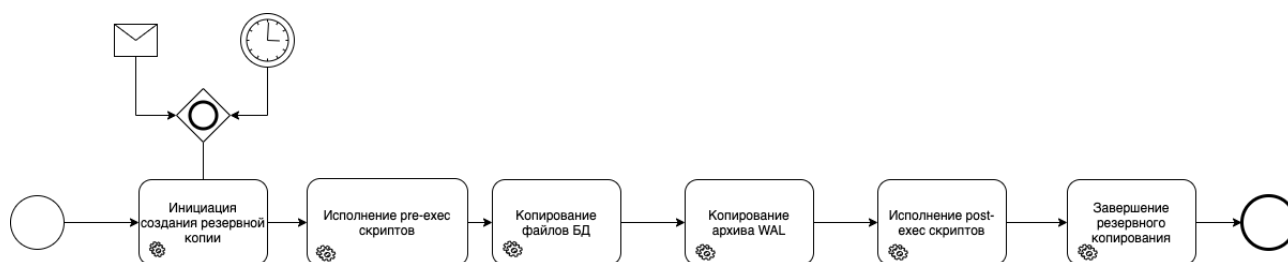 Инициация
создания резервной
копии
Исполнение pre-exec
скриптов
Копирование
файлов БД
Копирование
архива WAL
Исполнение post-
exec скриптов
Завершение
резервного
копирования